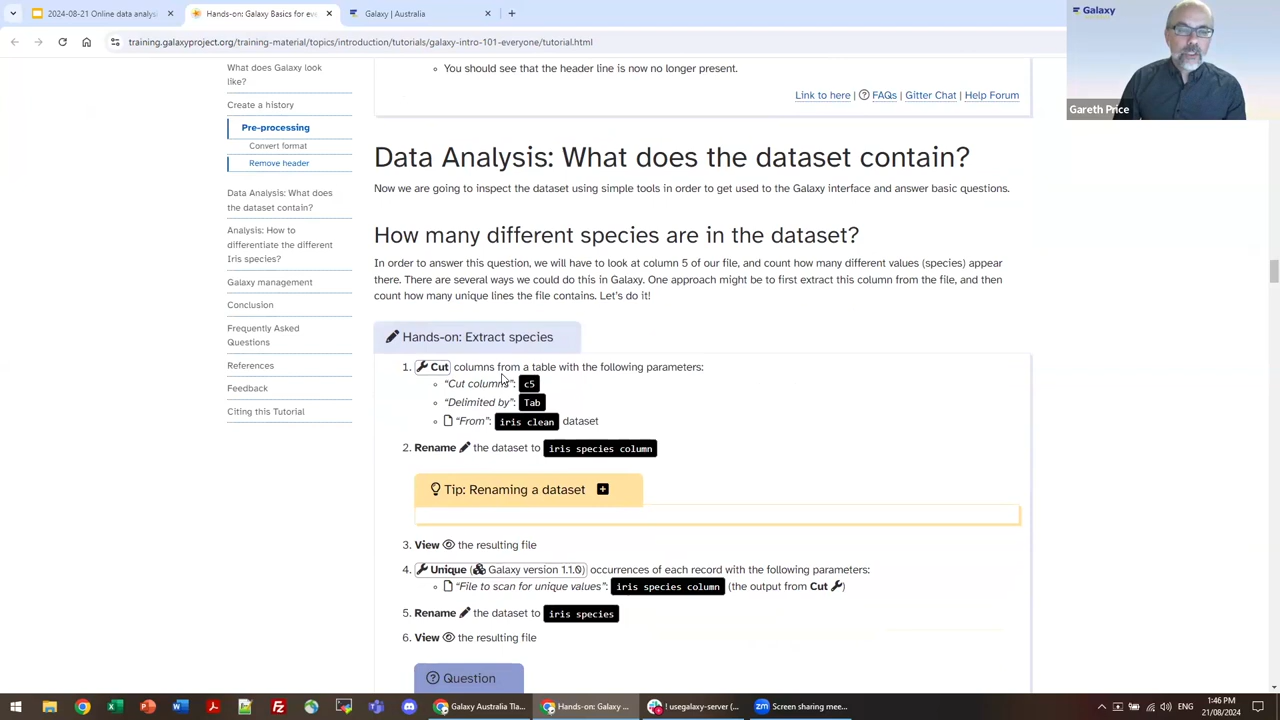 2024-08-21 Online data analysi
Hands-on: Galaxy Basics for eve
Galaxy | Australia
training.galaxyproject.org/training-material/topics/introduction/tutorials/galaxy-intro-101-everyone/tutorial.html
Galaxy
Gareth Price
What does Galaxy look
like?
Create a history
Pre-processing
Convert format
Remove header
Data Analysis: What does
the dataset contain?
Analysis: How to
differentiate the different
Iris species?
Galaxy management
Conclusion
Frequently Asked
Questions
References
Feedback
Citing this Tutorial
You should see that the header line is now no longer present.
Link to here | FAQs | Gitter Chat | Help Forum
Data Analysis: What does the dataset contain?
Now we are going to inspect the dataset using simple tools in order to get used to the Galaxy interface and answer basic questions.
How many different species are in the dataset?
In order to answer this question, we will have to look at column 5 of our file, and count how many different values (species) appear
there. There are several ways we could do this in Galaxy. One approach might be to first extract this column from the file, and then
count how many unique lines the file contains. Let's do it!
Hands-on: Extract species
1. Cut columns from a table with the following parameters:
"Cut columns": c5
"Delimited by": Tab
"From": iris clean dataset
2. Rename the dataset to iris species column
Tip: Renaming a dataset
3. View the resulting file
4. Unique ( Galaxy version 1.1.0) occurrences of each record with the following parameters:
"File to scan for unique values": iris species column (the output from Cut )
5. Rename the dataset to iris species
6. View the resulting file
Question
Galaxy Australia Tla...
Hands-on: Galaxy ...
! usegalaxy-server (...
Screen sharing mee...
ENG
1:46 PM
21/08/2024